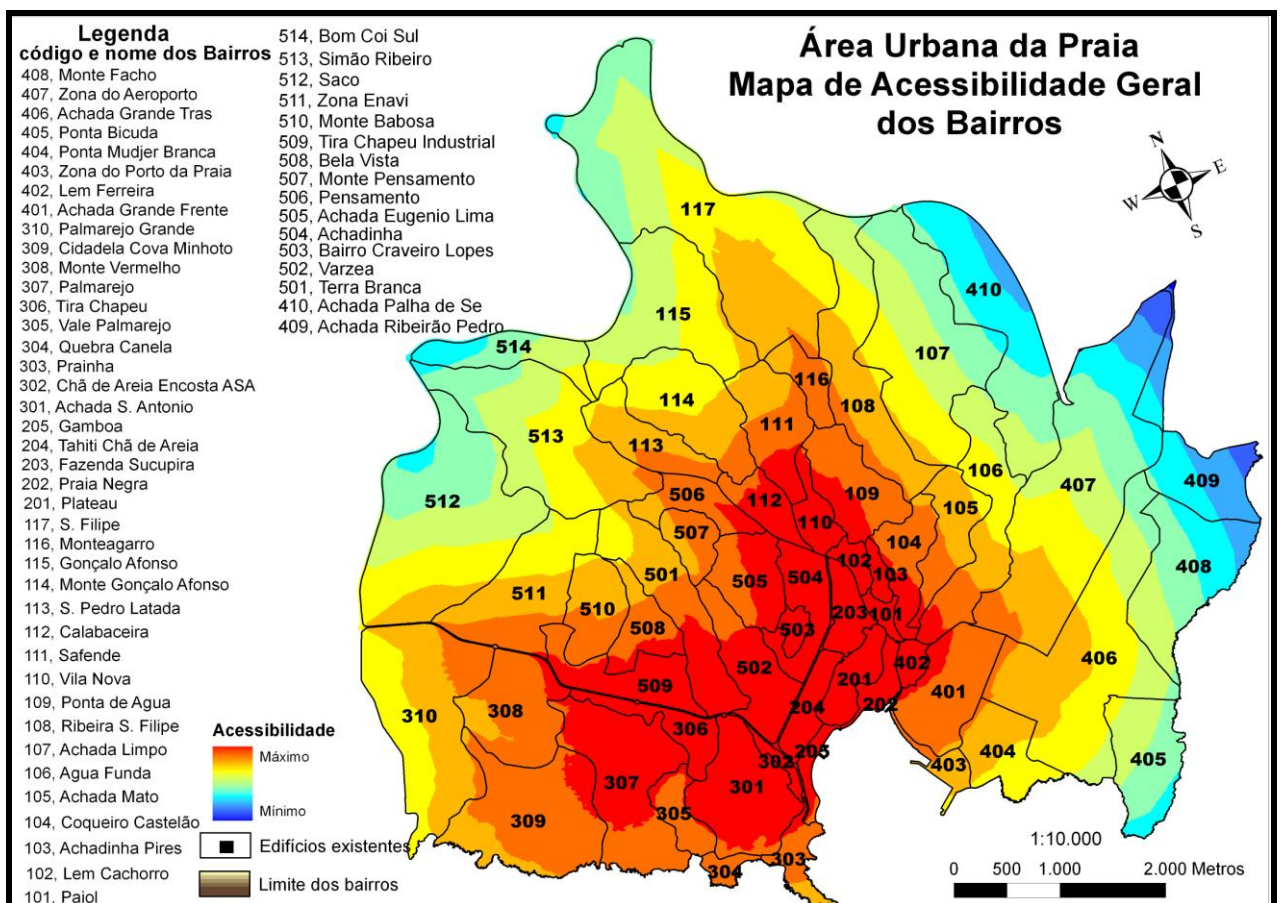 Legenda
código e nome dos Bairros
408, Monte Facho
407, Zona do Aeroporto
406, Achada Grande Tras
405, Ponta Bicuda
404, Ponta Mudjer Branca
403, Zona do Porto da Praia
402, Lem Ferreira
401, Achada Grande Frente
310, Palmarejo Grande
309, Cidadela Cova Minhoto
308, Monte Vermelho
307, Palmarejo
306, Tira Chapeu
305, Vale Palmarejo
304, Quebra Canela
303, Prainha
302, Chã de Areia Encosta ASA
301, Achada S. Antonio
205, Gamboa
204, Tahiti Chã de Areia
203, Fazenda Sucupira
202, Praia Negra
201, Plateau
117, S. Filipe
116, Monteagarro
115, Gonçalo Afonso
114, Monte Gonçalo Afonso
113, S. Pedro Latada
112, Calabaceira
111, Safende
110, Vila Nova
109, Ponta de Agua
108, Ribeira S. Filipe
107, Achada Limpo
106, Agua Funda
105, Achada Mato
104, Coqueiro Castelão
103, Achadinha Pires
102, Lem Cachorro
101, Paiol
514, Bom Coi Sul
513, Simão Ribeiro
512, Saco
511, Zona Enavi
510, Monte Babosa
509, Tira Chapeu Industrial
508, Bela Vista
507, Monte Pensamento
506, Pensamento
505, Achada Eugenio Lima
504, Achadinha
503, Bairro Craveiro Lopes
502, Varzea
501, Terra Branca
410, Achada Palha de Se
409, Achada Ribeirão Pedro
Acessibilidade
Máximo
Mínimo
Edifícios existentes
Limite dos bairros
Área Urbana da Praia
Mapa de Acessibilidade Geral
dos Bairros
N
E
W
S
117
410
115
107
514
116
114
108
111
513
113
106
407
409
506
112
109
512
110
105
507
104
408
102
501
505
504
103
511
510
203
101
508
503
406
502
402
201
509
401
202
310
308
204
306
205
302
404
403
405
307
301
305
309
303
304
1:10.000
0 500 1.000 2.000 Metros